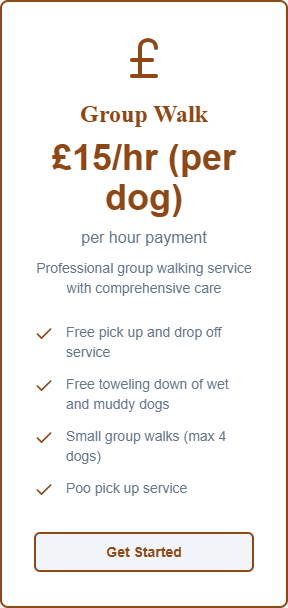 £
Group Walk
£15/hr (per
dog)
per hour payment
Professional group walking service
with comprehensive care
Free pick up and drop off
service
Free toweling down of wet
and muddy dogs
Small group walks (max 4
dogs)
Poo pick up service
Get Started